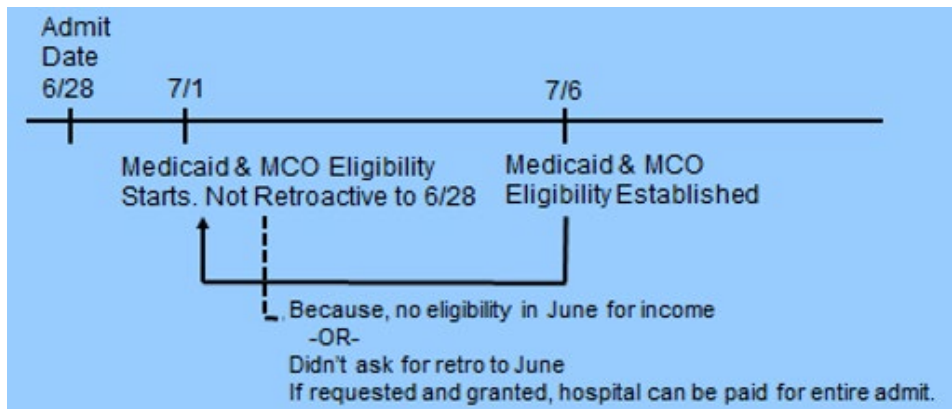 Admit
Date
6/28
7/1
7/6
Medicaid & MCO Eligibility
Starts. Not Retroactive to 6/28
Medicaid & MCO
Eligibility Established
Because, no eligibility in June for income
-OR-
Didn't ask for retro to June
If requested and granted, hospital can be paid for entire admit.